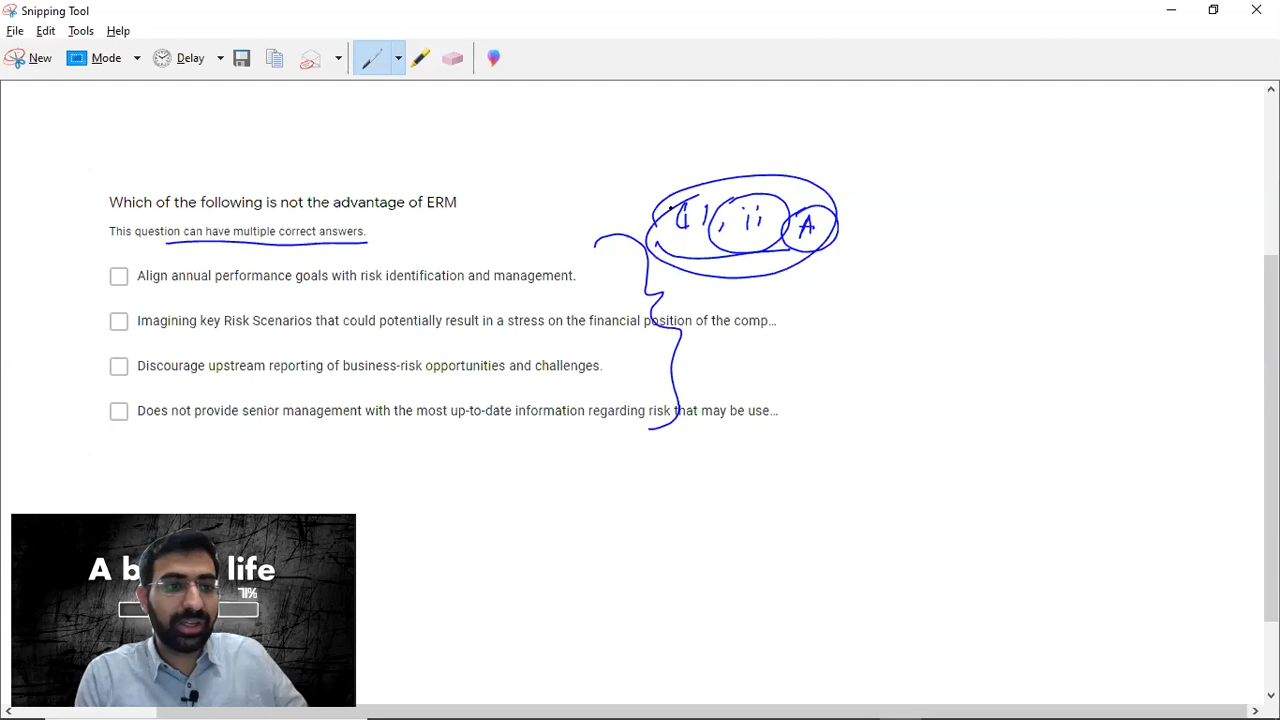 Snipping Tool
File Edit Tools Help
New Mode Delay
Which of the following is not the advantage of ERM
This question can have multiple correct answers.
i, ii A
Align annual performance goals with risk identification and management.
Imagining key Risk Scenarios that could potentially result in a stress on the financial position of the comp...
Discourage upstream reporting of business-risk opportunities and challenges.
Does not provide senior management with the most up-to-date information regarding risk that may be use...
A b life
71%